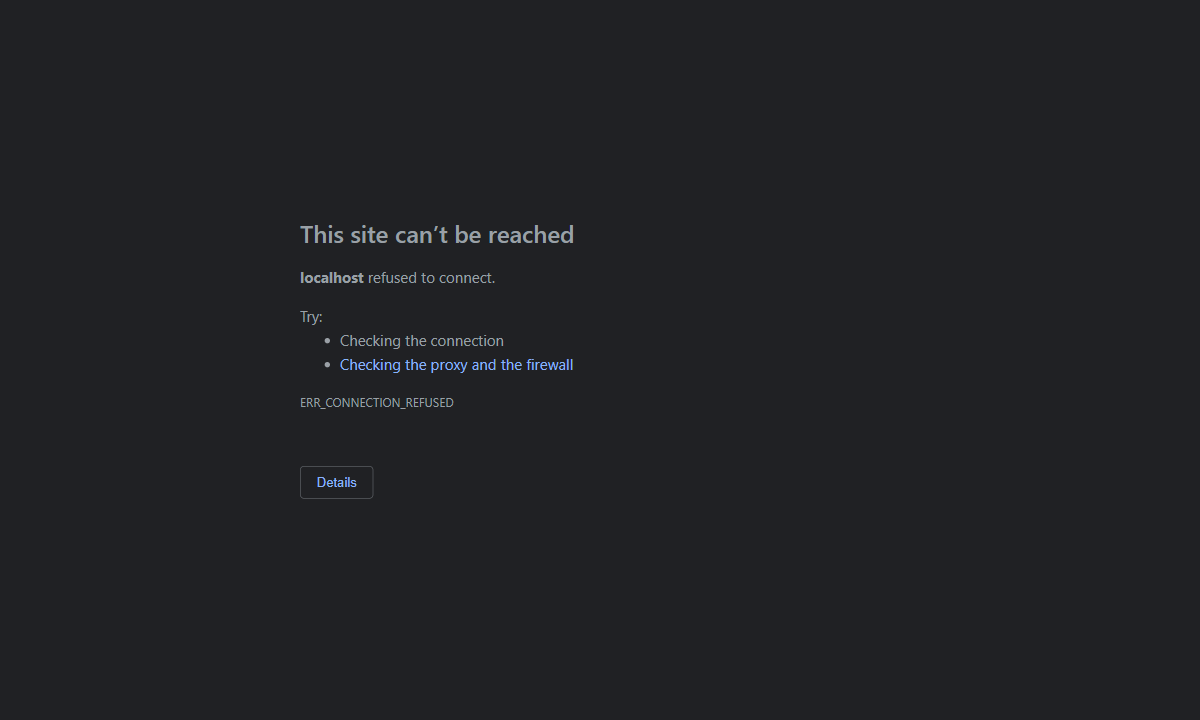 This site can’t be reached
localhost refused to connect.
Try:
Checking the connection
Checking the proxy and the firewall
ERR_CONNECTION_REFUSED
Details